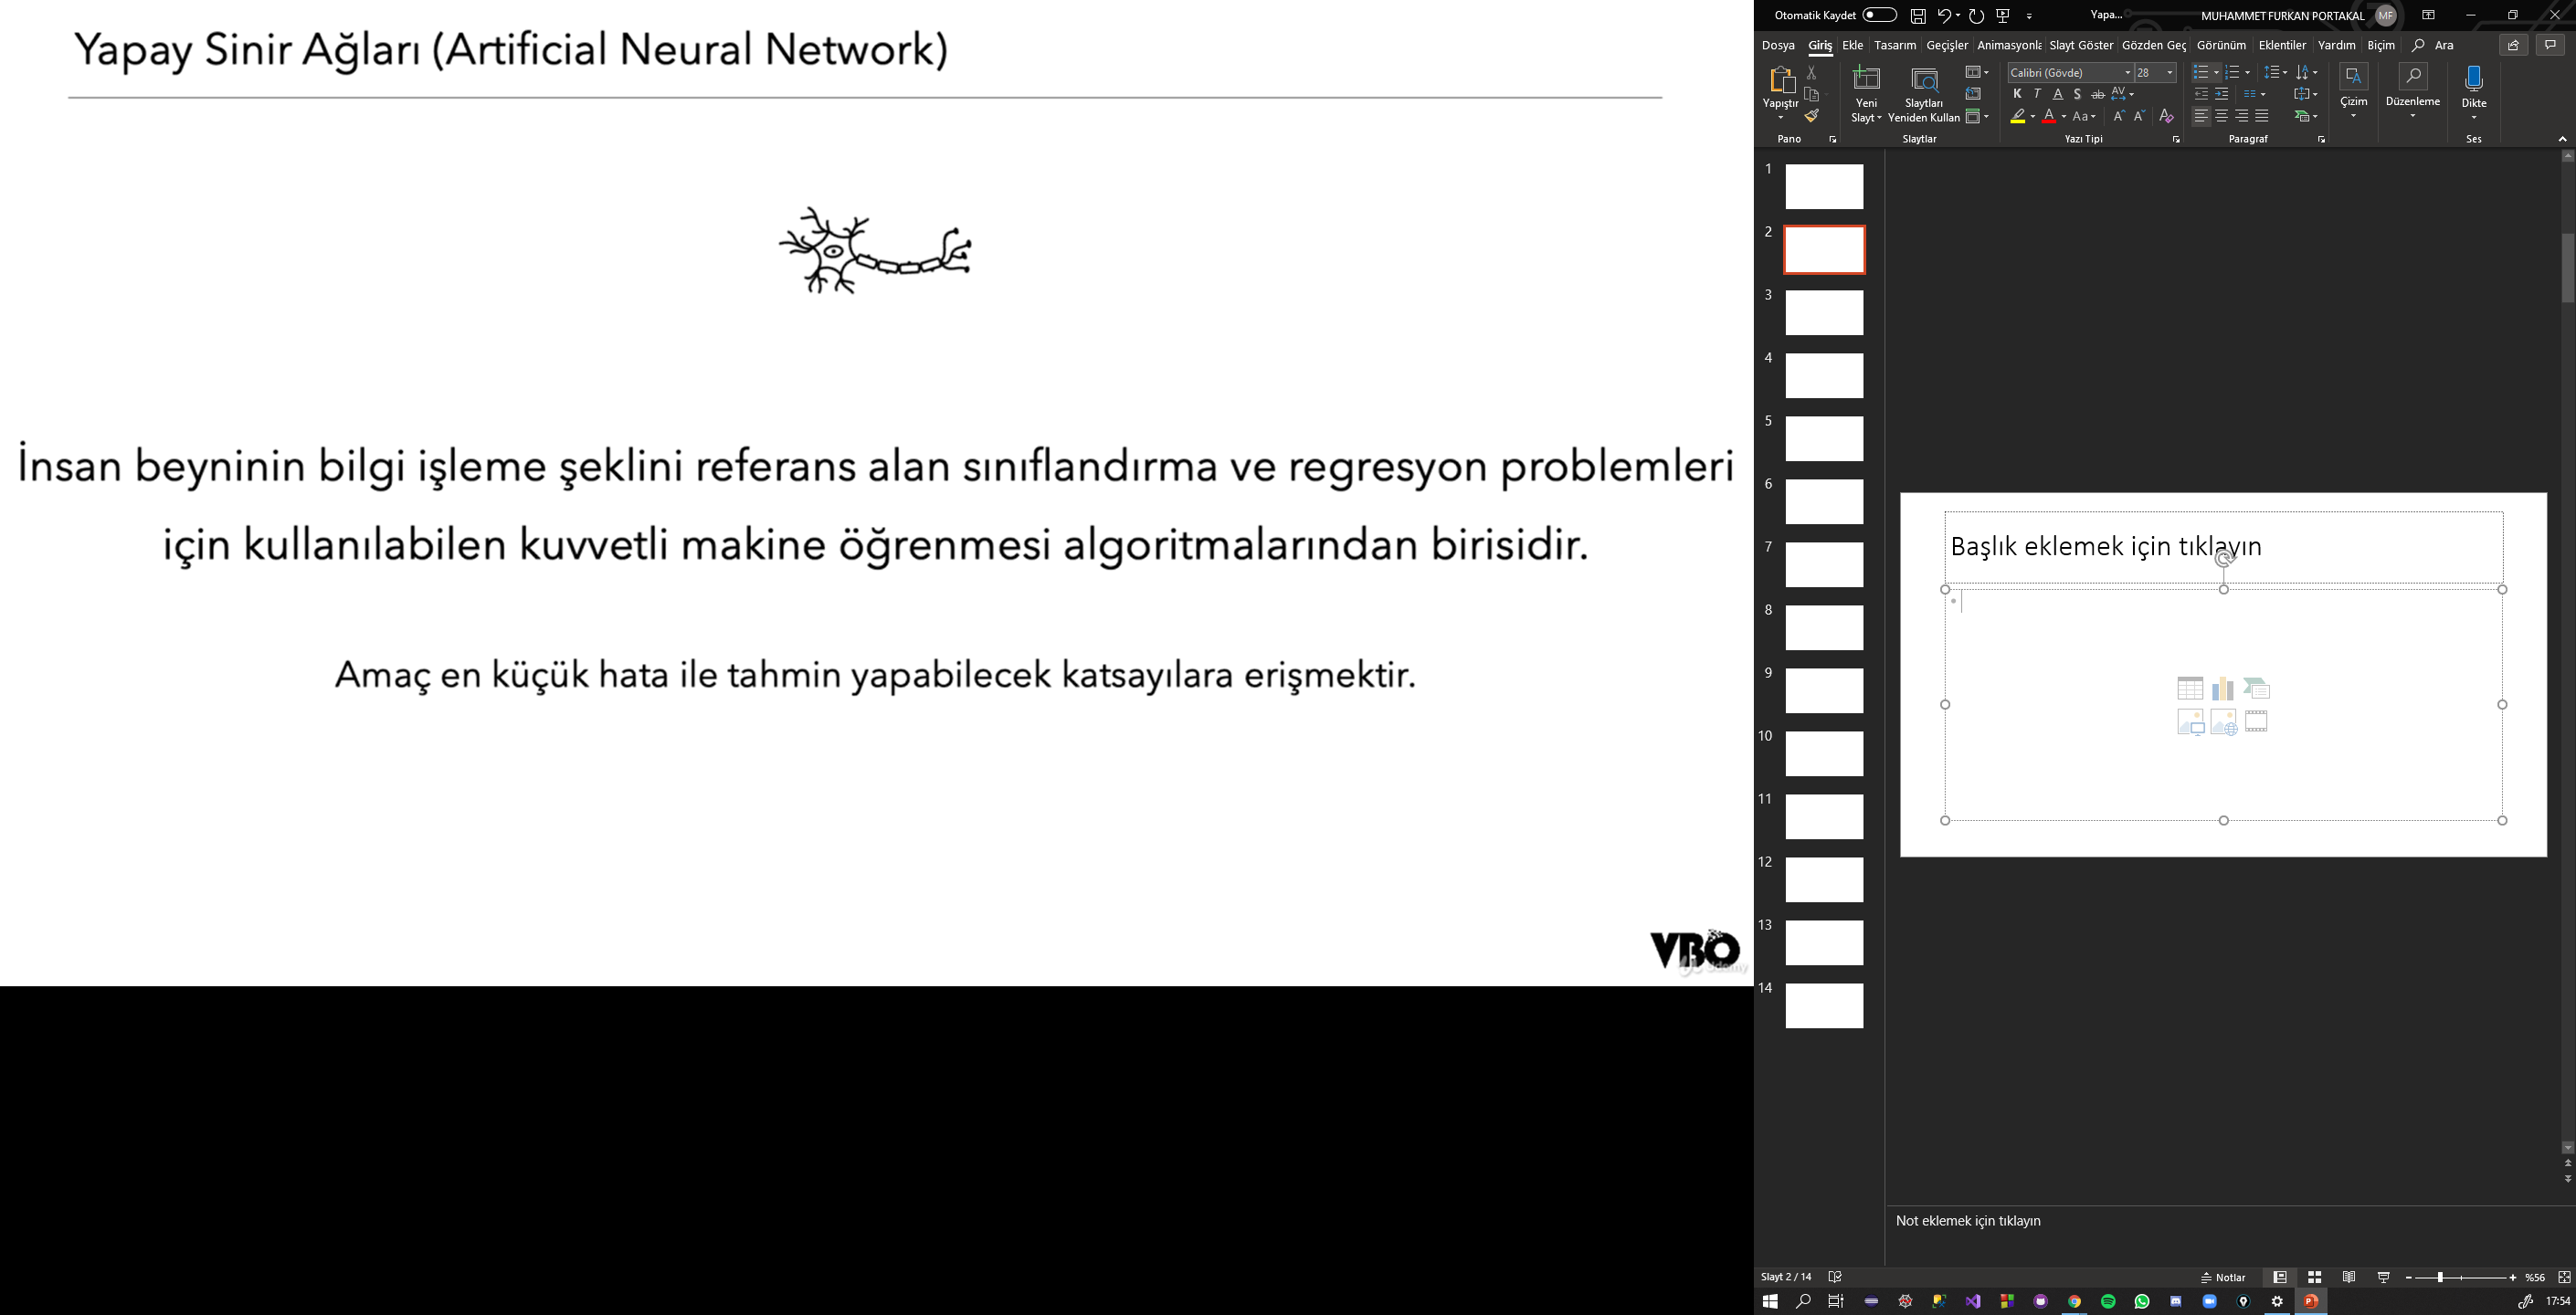 Yapay Sinir Ağları (Artificial Neural Network)
İnsan beyninin bilgi işleme şeklini referans alan sınıflandırma ve regresyon problemleri
için kullanılabilen kuvvetli makine öğrenmesi algoritmalarından birisidir.
Amaç en küçük hata ile tahmin yapabilecek katsayılara erişmektir.
VBO
Udemy
Otomatik Kaydet
Yapa...
MUHAMMET FURKAN PORTAKAL
MF
Dosya Giriş Ekle Tasarım Geçişler Animasyonla Slayt Göster Gözden Geç Görünüm Eklentiler Yardım Biçim Ara
Yapıştır
Pano
Yeni
Slayt
Slaytları
Yeniden Kullan
Slaytlar
Calibri (Gövde) 28
K T A S ab AV
A Aa A A A
Yazı Tipi
Paragraf
Çizim
Düzenleme
Dikte
Ses
1
2
3
4
5
6
7
8
9
10
11
12
13
14
Başlık eklemek için tıklayın
Not eklemek için tıklayın
Slayt 2 / 14
Notlar
%56
17:54